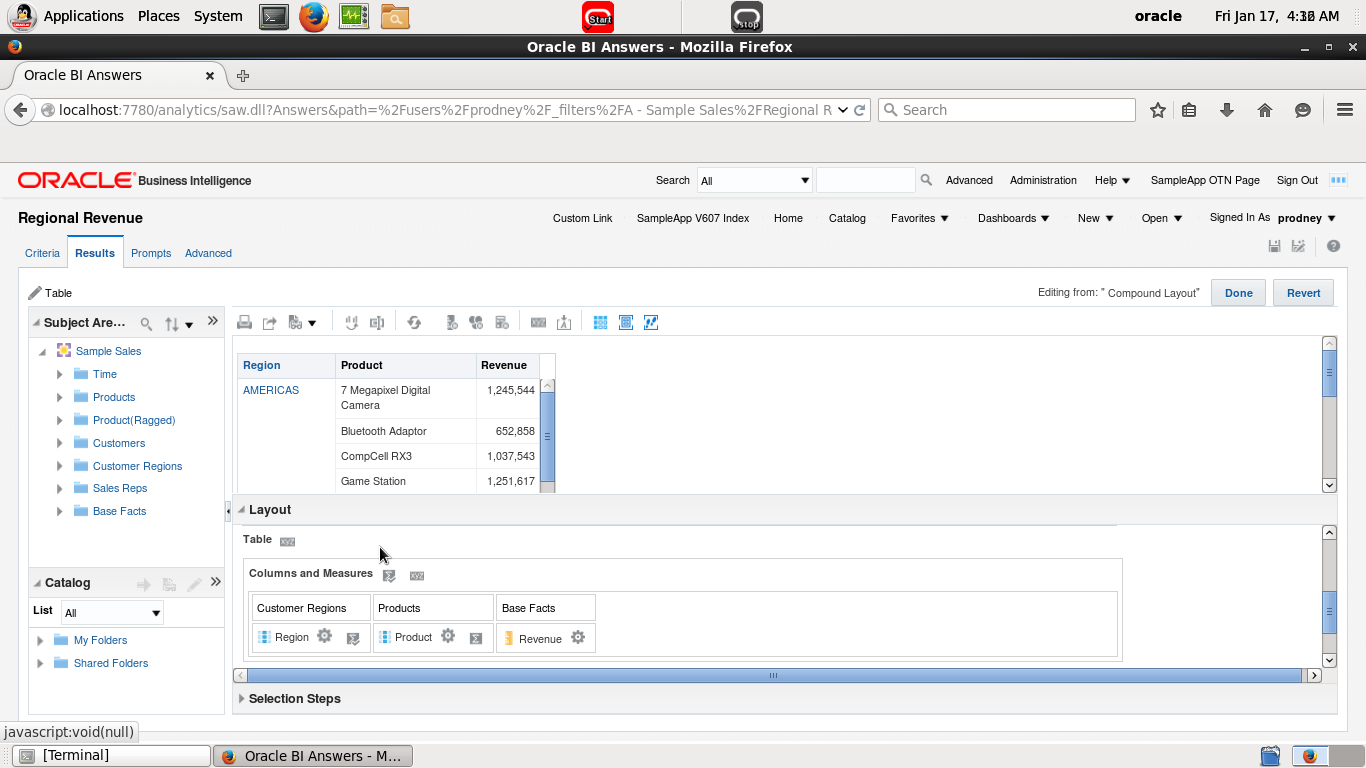 Applications Places System Start stop oracle Fri Jan 17, AM
Oracle BI Answers - Mozilla Firefox
Oracle BI Answers
localhost:7780/analytics/saw.dll?Answers&path=%2Fusers%2Fprodney%2F_filters%2FA - Sample Sales%2FRegional R Search
ORACLE Business Intelligence Search All Advanced Administration Help SampleApp OTN Page Sign Out
Regional Revenue Custom Link SampleApp V607 Index Home Catalog Favorites Dashboards New Open Signed In As prodney
Criteria Results Prompts Advanced
Table Editing from: " Compound Layout" Done Revert
Subject Are...
Sample Sales
Time
Products
Product(Ragged)
Customers
Customer Regions
Sales Reps
Base Facts
Region Product Revenue
AMERICAS 7 Megapixel Digital Camera 1,245,544
Bluetooth Adaptor 652,858
CompCell RX3 1,037,543
Game Station 1,251,617
Layout
Table XYZ
Columns and Measures XYZ
Customer Regions Products Base Facts
Region Product Revenue
Catalog
List All
My Folders
Shared Folders
Selection Steps
javascript:void(null)
[Terminal] Oracle BI Answers - M...